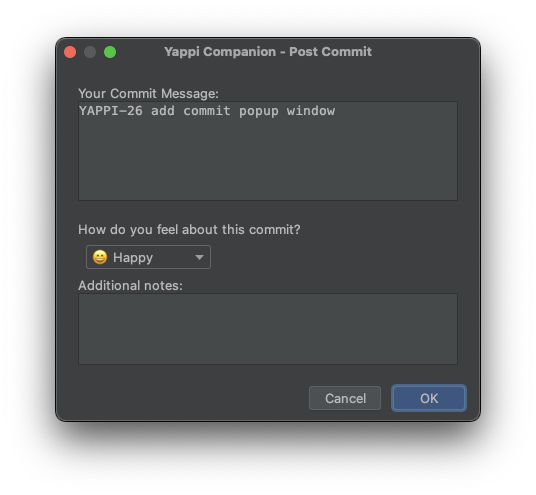 Yappi Companion - Post Commit
Your Commit Message:
YAPPI-26 add commit popup window
How do you feel about this commit?
😄 Happy
Additional notes:
Cancel OK